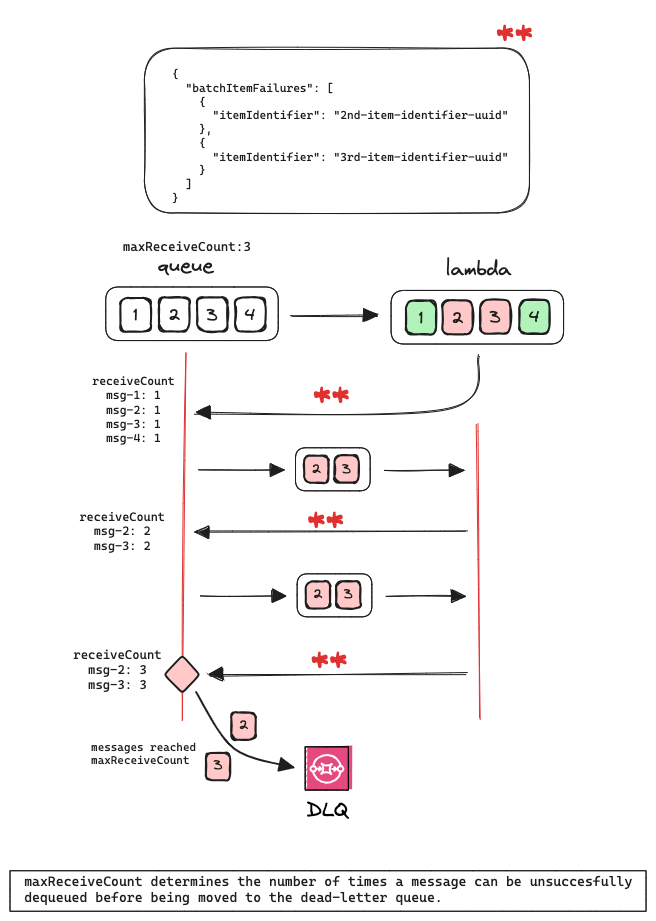 **
{
"batchItemFailures": [
{
"itemIdentifier": "2nd-item-identifier-uuid"
},
{
"itemIdentifier": "3rd-item-identifier-uuid"
}
]
}
maxReceiveCount:3
queue
lambda
1 2 3 4
1 2 3 4
receiveCount
msg-1: 1
msg-2: 1
msg-3: 1
msg-4: 1
**
2 3
receiveCount
msg-2: 2
msg-3: 2
**
2 3
receiveCount
msg-2: 3
msg-3: 3
**
2
messages reached
maxReceiveCount
3
DLQ
maxReceiveCount determines the number of times a message can be unsuccesfully
dequeued before being moved to the dead-letter queue.